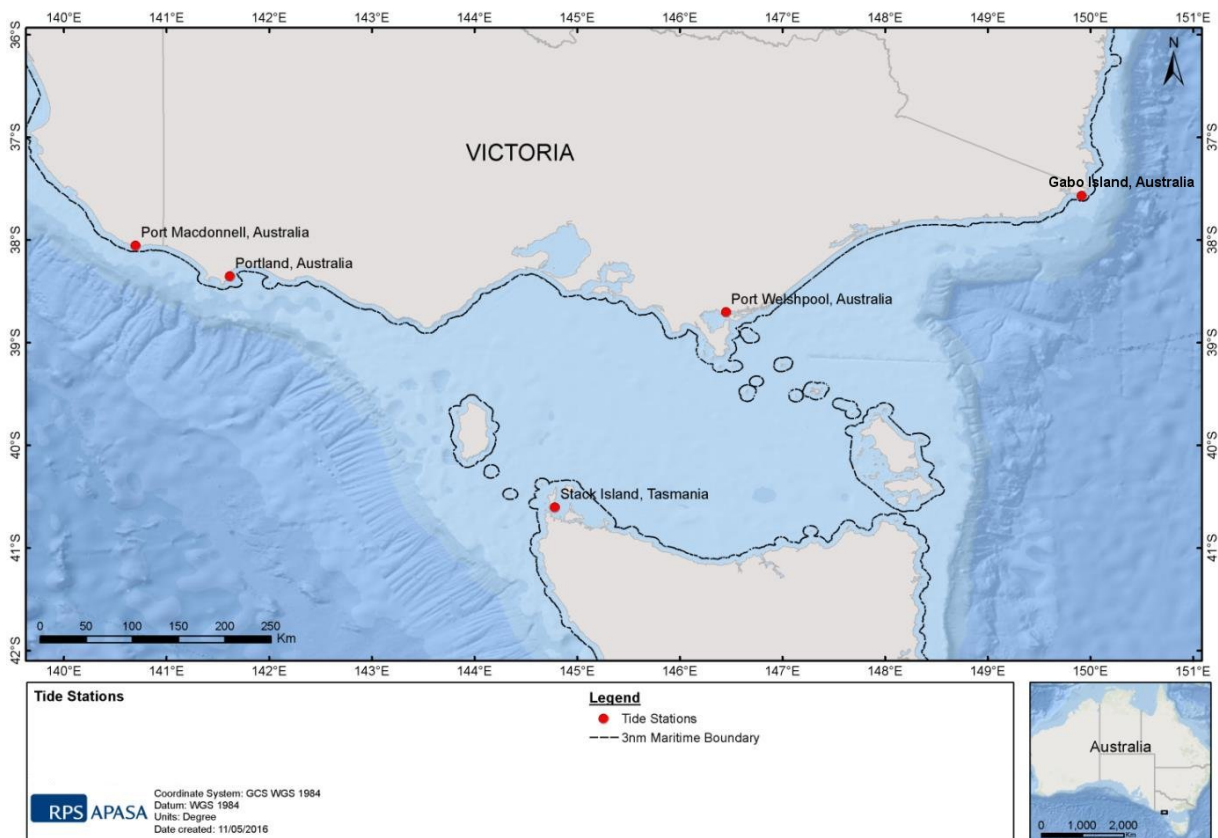 140°E 141°E 142°E 143°E 144°E 145°E 146°E 147°E 148°E 149°E 150°E 151°E
36°S
36°S
N
37°S
37°S
VICTORIA
Gabo Island, Australia
Port Macdonnell, Australia
38°S
38°S
Portland, Australia
Port Welshpool, Australia
39°S
39°S
40°S
40°S
Stack Island, Tasmania
41°S
41°S
0 50 100 150 200 250
Km
42°S
42°S
140°E 141°E 142°E 143°E 144°E 145°E 146°E 147°E 148°E 149°E 150°E 151°E
Tide Stations
Legend
Tide Stations
3nm Maritime Boundary
RPS APASA
Coordinate System: GCS WGS 1984
Datum: WGS 1984
Units: Degree
Date created: 11/05/2016
Australia
0 1,000 2,000
Km